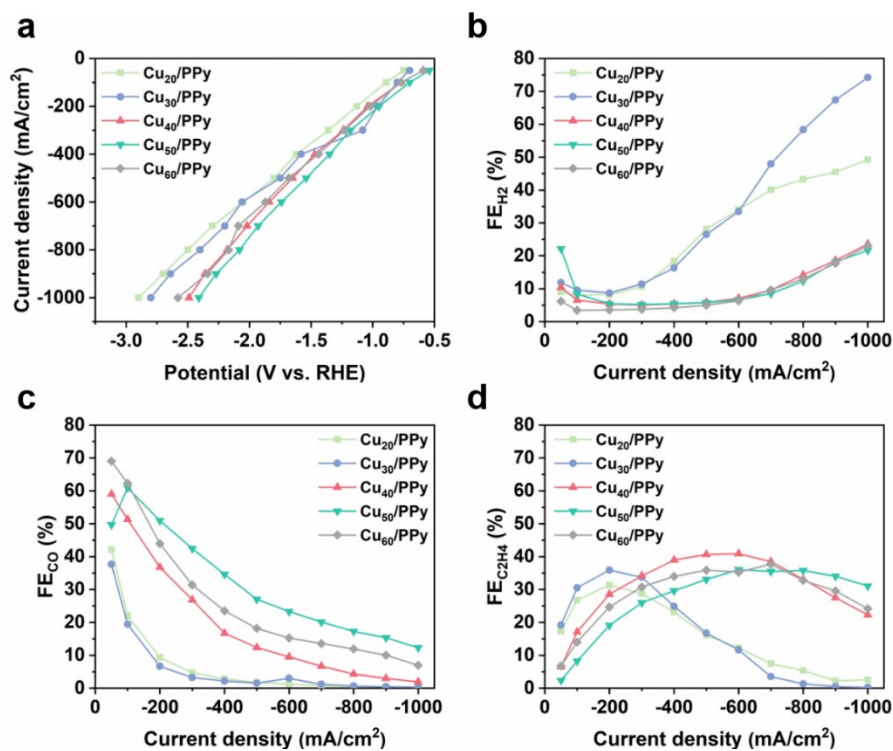 a
Current density (mA/cm²)
0
-200
-400
-600
-800
-1000
Cu₂₀/PPy
Cu₃₀/PPy
Cu₄₀/PPy
Cu₅₀/PPy
Cu₆₀/PPy
-3.0 -2.5 -2.0 -1.5 -1.0 -0.5
Potential (V vs. RHE)
b
FE_H2 (%)
80
70
60
50
40
30
20
10
0
Cu₂₀/PPy
Cu₃₀/PPy
Cu₄₀/PPy
Cu₅₀/PPy
Cu₆₀/PPy
0 -200 -400 -600 -800 -1000
Current density (mA/cm²)
c
FE_CO (%)
80
70
60
50
40
30
20
10
0
Cu₂₀/PPy
Cu₃₀/PPy
Cu₄₀/PPy
Cu₅₀/PPy
Cu₆₀/PPy
0 -200 -400 -600 -800 -1000
Current density (mA/cm²)
d
FE_C2H4 (%)
80
70
60
50
40
30
20
10
0
Cu₂₀/PPy
Cu₃₀/PPy
Cu₄₀/PPy
Cu₅₀/PPy
Cu₆₀/PPy
0 -200 -400 -600 -800 -1000
Current density (mA/cm²)